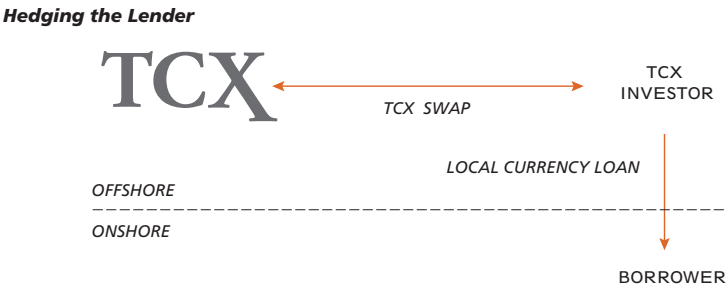 Hedging the Lender
TCX
TCX
INVESTOR
TCX SWAP
LOCAL CURRENCY LOAN
OFFSHORE
ONSHORE
BORROWER